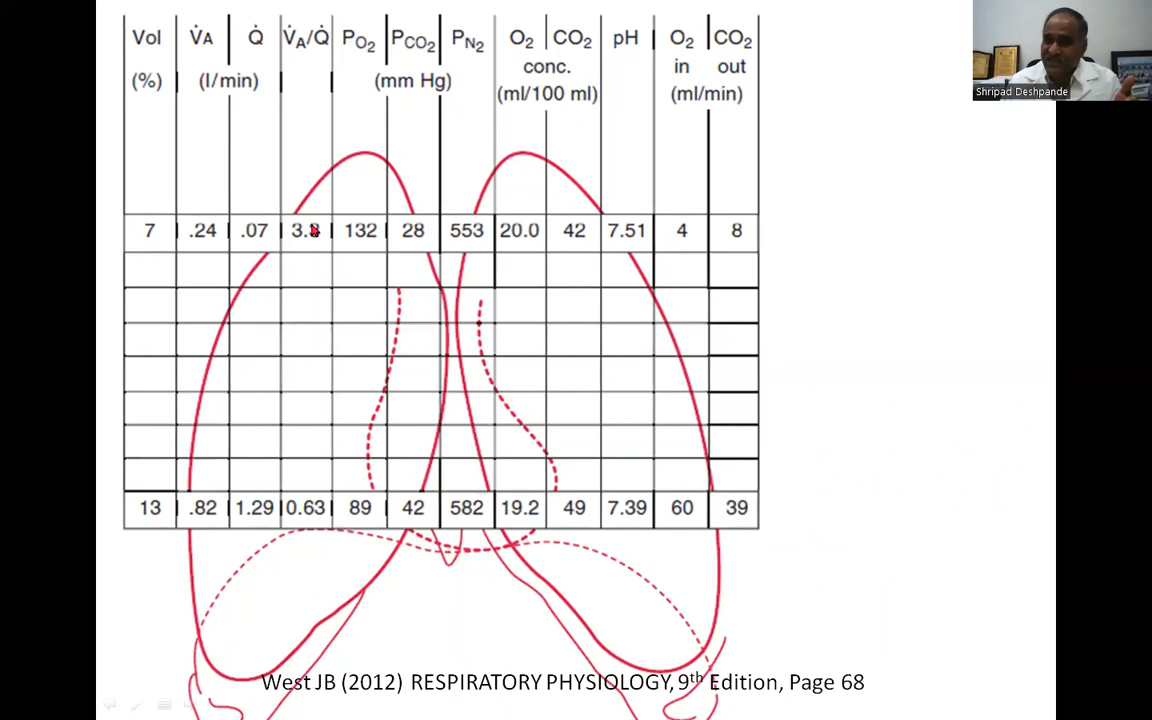 Vol V̇A Q̇ V̇A/Q̇ PO2 PCO2 PN2 O2 CO2 pH O2 CO2
(%) (l/min) (mm Hg) conc. in out
(ml/100 ml) (ml/min)
7 .24 .07 132 28 553 20.0 42 7.51 4 8
13 .82 1.29 0.63 89 42 582 19.2 49 7.39 60 39
West JB (2012) RESPIRATORY PHYSIOLOGY, 9th Edition, Page 68
Shripad Deshpande